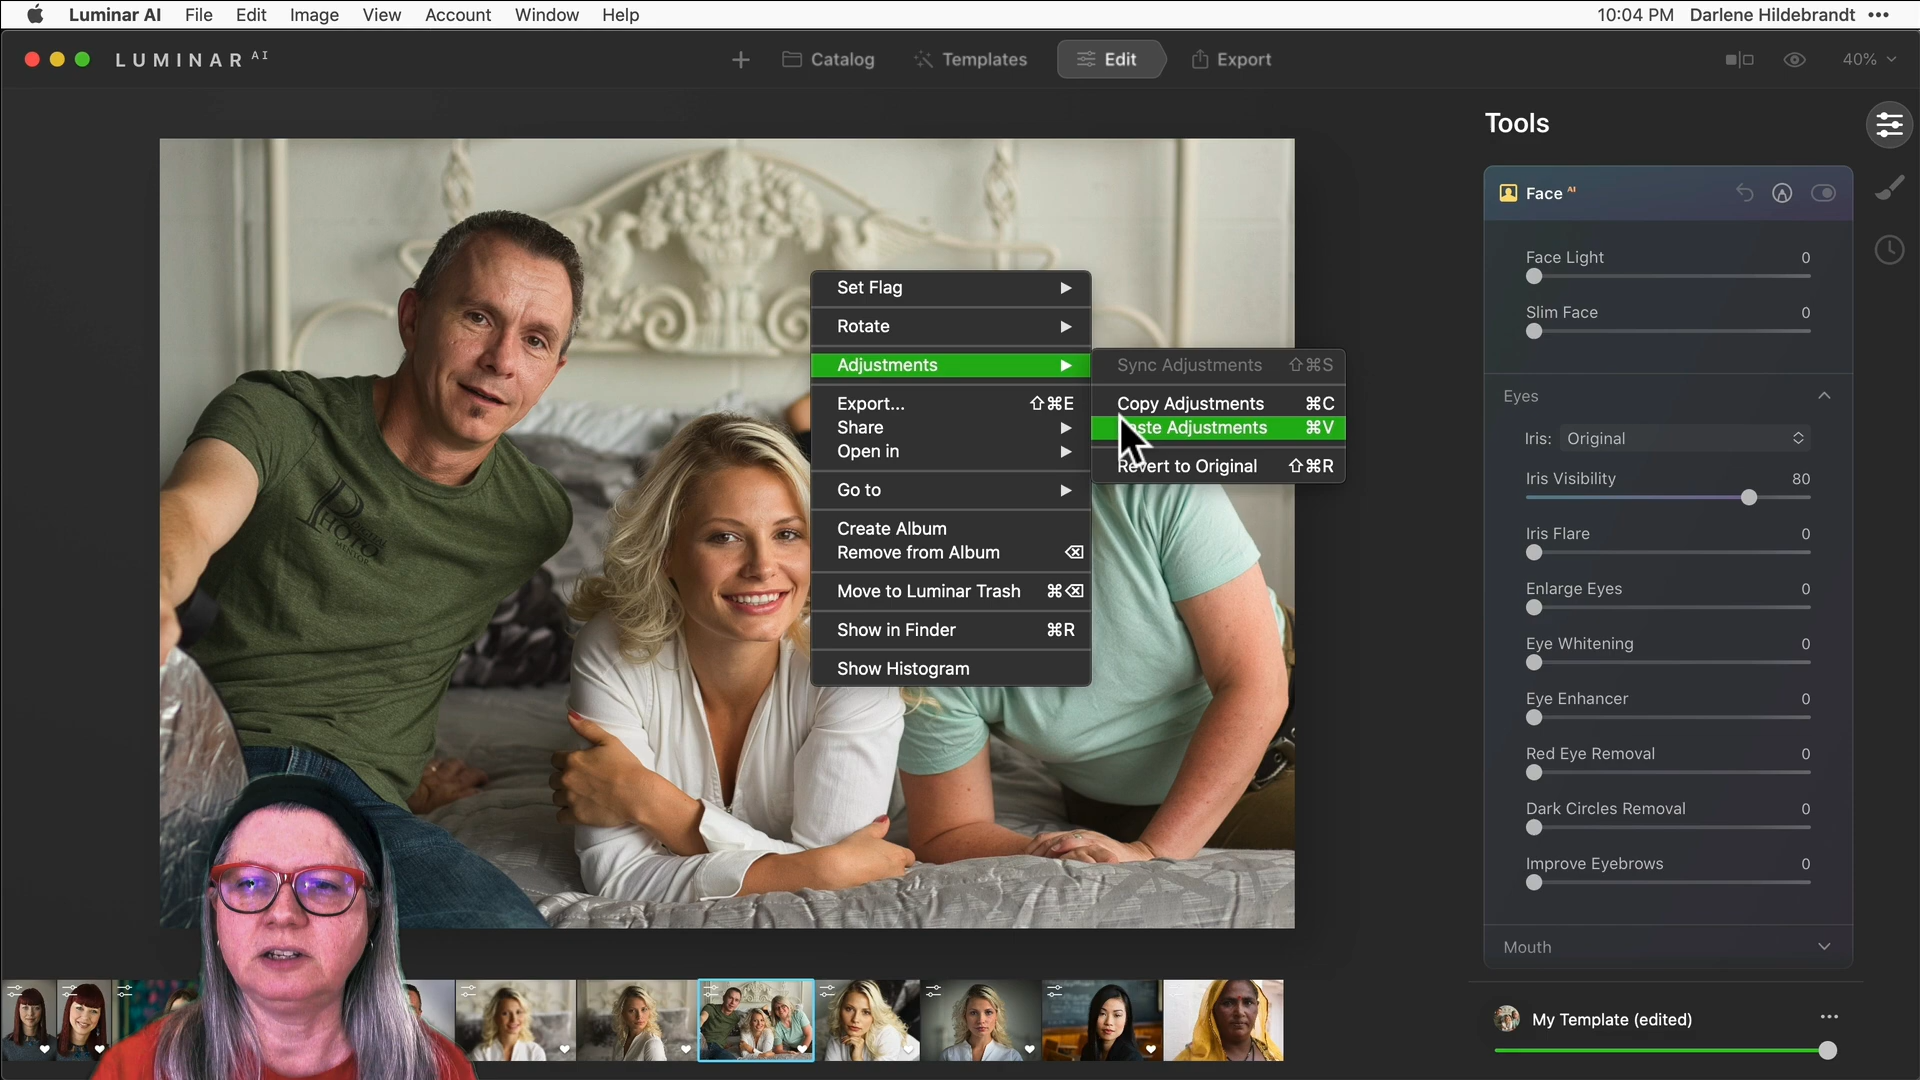 Luminar AI File Edit Image View Account Window Help 10:04 PM Darlene Hildebrandt
LUMINAR AI Catalog Templates Edit Export 40%
Tools
Face AI
Face Light 0
Slim Face 0
Eyes
Iris: Original
Iris Visibility 80
Iris Flare 0
Enlarge Eyes 0
Eye Whitening 0
Eye Enhancer 0
Red Eye Removal 0
Dark Circles Removal 0
Improve Eyebrows 0
Mouth
My Template (edited)
Set Flag
Rotate
Adjustments
Export... ⇧⌘E
Share
Open in
Go to
Create Album
Remove from Album ⌫
Move to Luminar Trash ⌘⌫
Show in Finder ⌘R
Show Histogram
Sync Adjustments ⇧⌘S
Copy Adjustments ⌘C
Adjustments ⌘V
Revert to Original ⇧⌘R
PHOTO
MENTOR